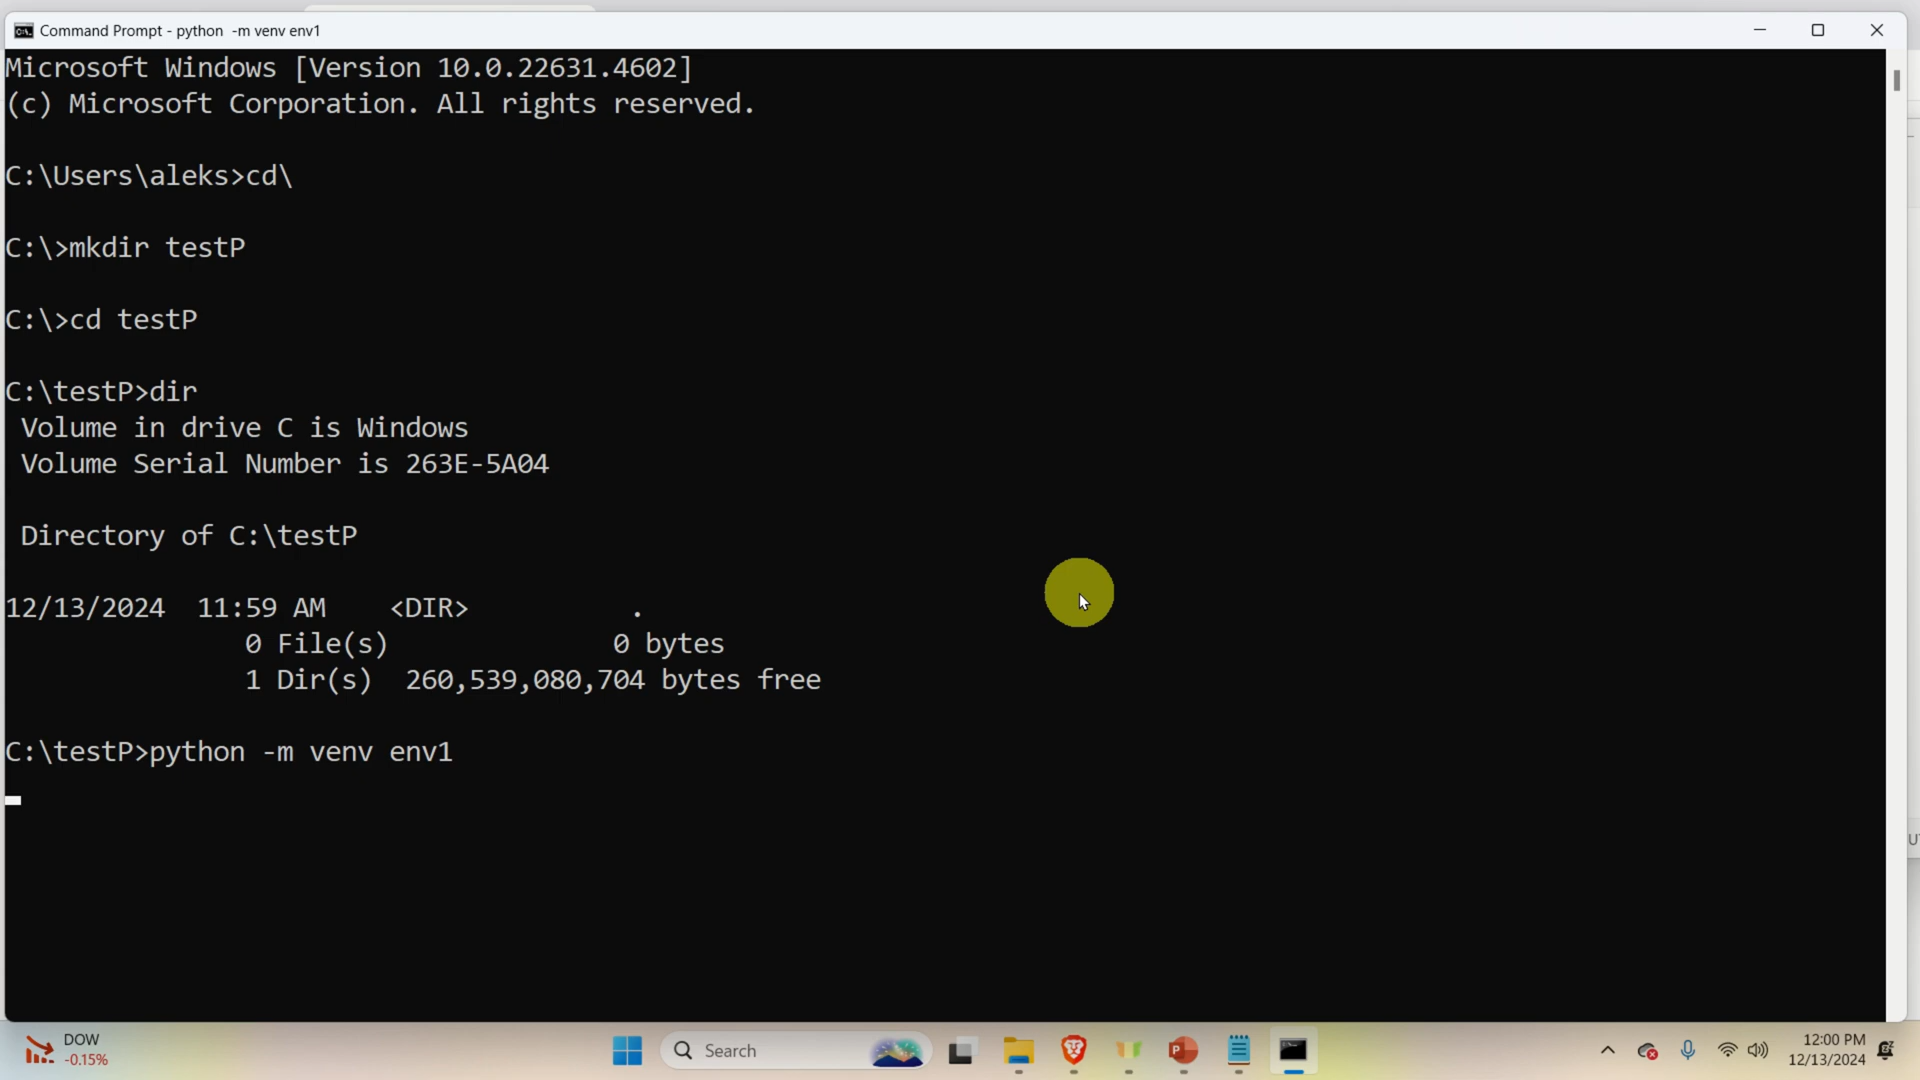 Command Prompt - python  -m venv env1
Microsoft Windows [Version 10.0.22631.4602]
(c) Microsoft Corporation. All rights reserved.
C:\Users\aleks>cd\
C:\>mkdir testP
C:\>cd testP
C:\testP>dir
 Volume in drive C is Windows
 Volume Serial Number is 263E-5A04
 Directory of C:\testP
12/13/2024  11:59 AM    <DIR>          .
               0 File(s)              0 bytes
               1 Dir(s)  260,539,080,704 bytes free
C:\testP>python -m venv env1
DOW
-0.15%
Search
12:00 PM
12/13/2024